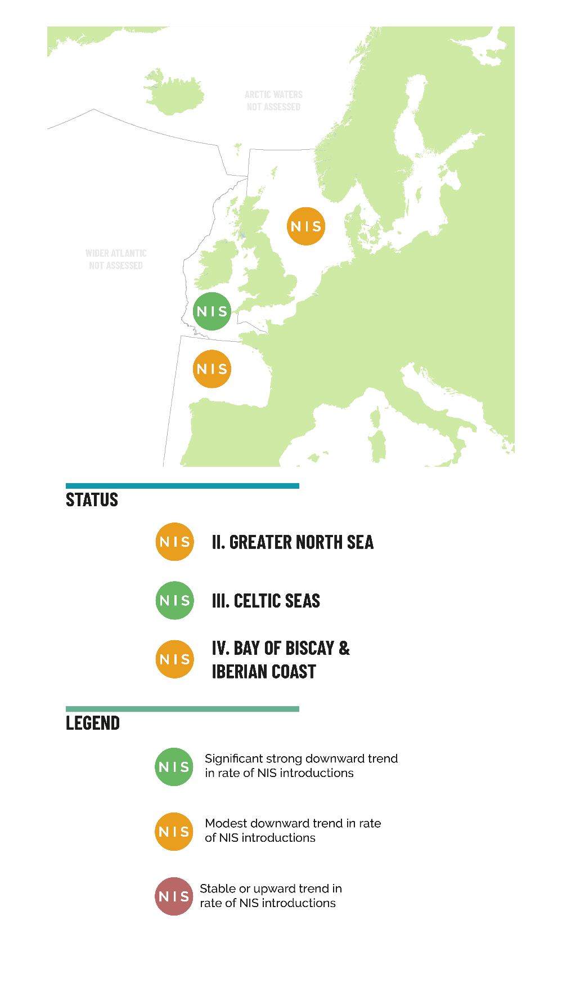 ARCTIC WATERS
NOT ASSESSED
NIS
WIDER ATLANTIC
NOT ASSESSED
NIS
NIS
STATUS
NIS II. GREATER NORTH SEA
NIS III. CELTIC SEAS
NIS IV. BAY OF BISCAY &
IBERIAN COAST
LEGEND
NIS Significant strong downward trend
in rate of NIS introductions
NIS Modest downward trend in rate
of NIS introductions
NIS Stable or upward trend in
rate of NIS introductions